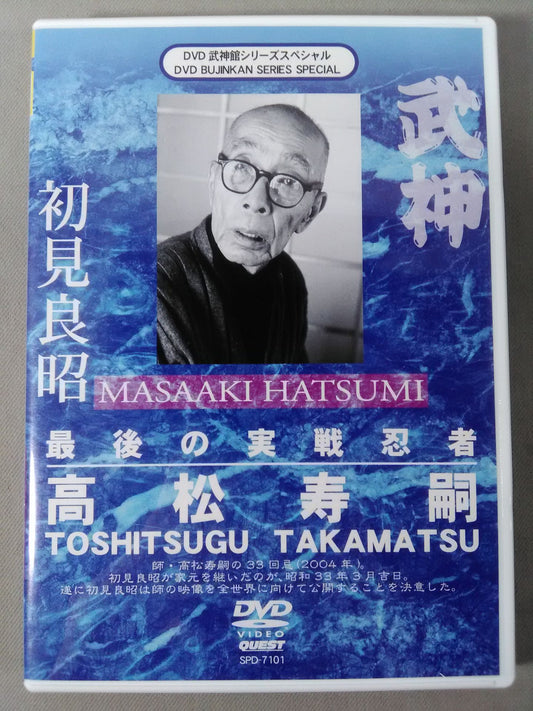 DVD 武神館シリーズスペシャル
DVD BUJINKAN SERIES SPECIAL
武神
初見良昭
MASAAKI HATSUMI
最後の実戦忍者
高松寿嗣
TOSHITSUGU TAKAMATSU
師・高松寿嗣の33回忌(2004年)。
初見良昭が家元を継いだのが、昭和33年3月吉日。
遂に初見良昭は師の映像を全世界に向けて公開することを決意した。
DVD
VIDEO
QUEST
SPD-7101